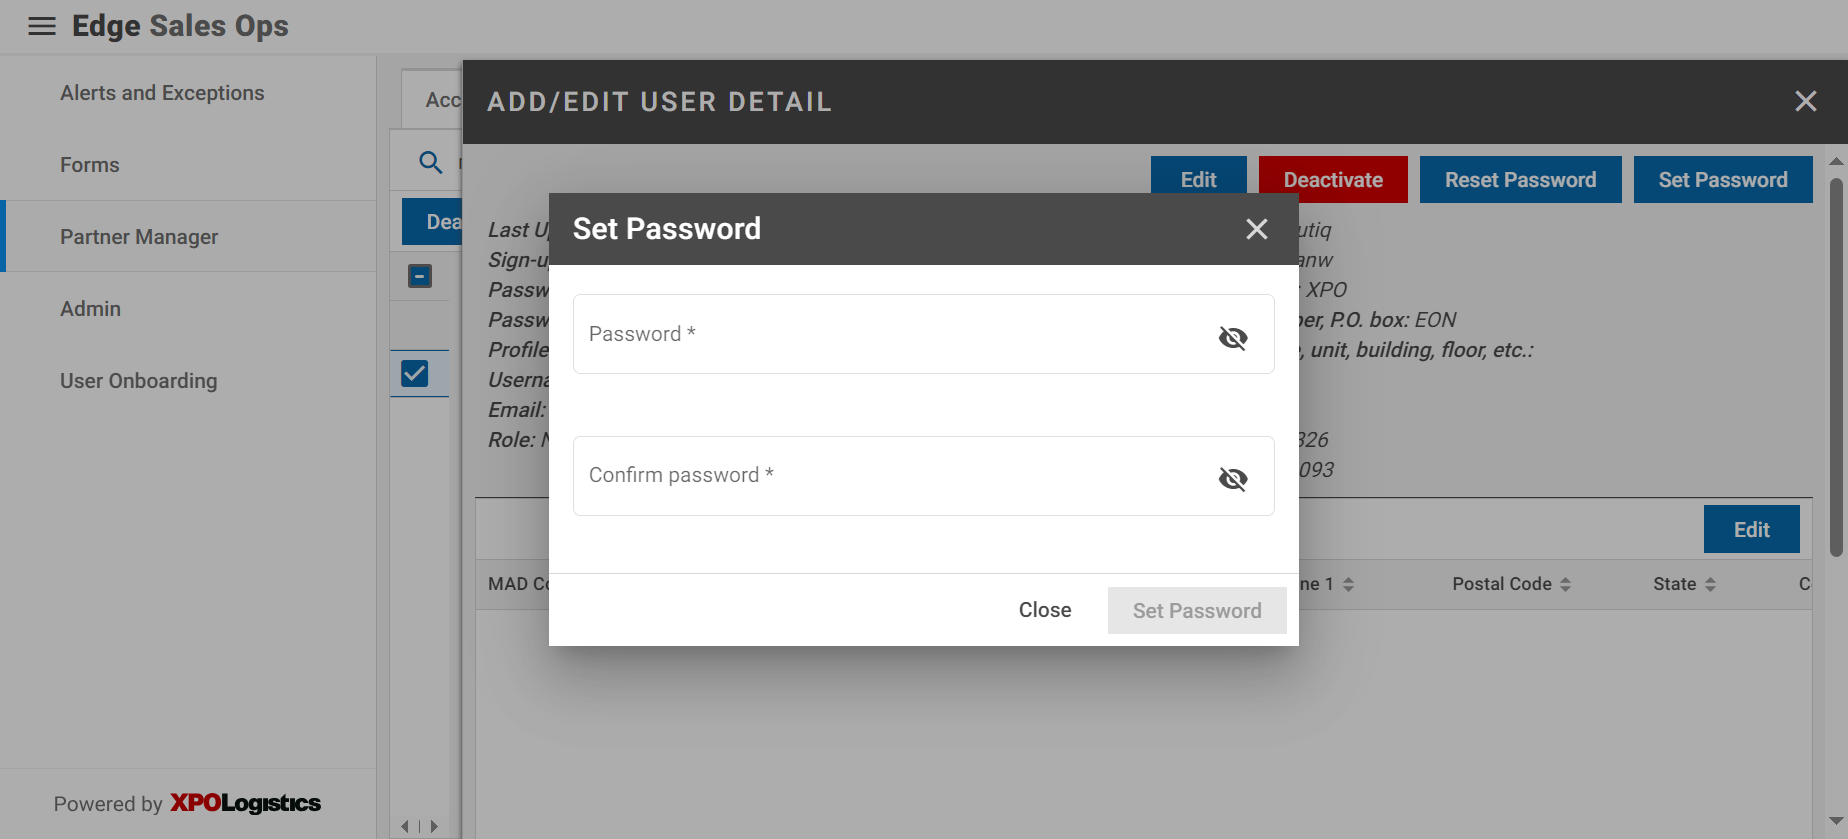 Edge Sales Ops
Alerts and Exceptions
Forms
Partner Manager
Admin
User Onboarding
Powered by XPOLogistics
Acc
Dea
ADD/EDIT USER DETAIL
Edit
Deactivate
Reset Password
Set Password
Last U
utiq
Sign-u
anw
Passw
: XPO
Passw
er, P.O. box: EON
Profile
, unit, building, floor, etc.:
Userna
Email:
Role: N
326
093
Edit
MAD Co
ne 1
Postal Code
State
C
Set Password
Password *
Confirm password *
Close
Set Password